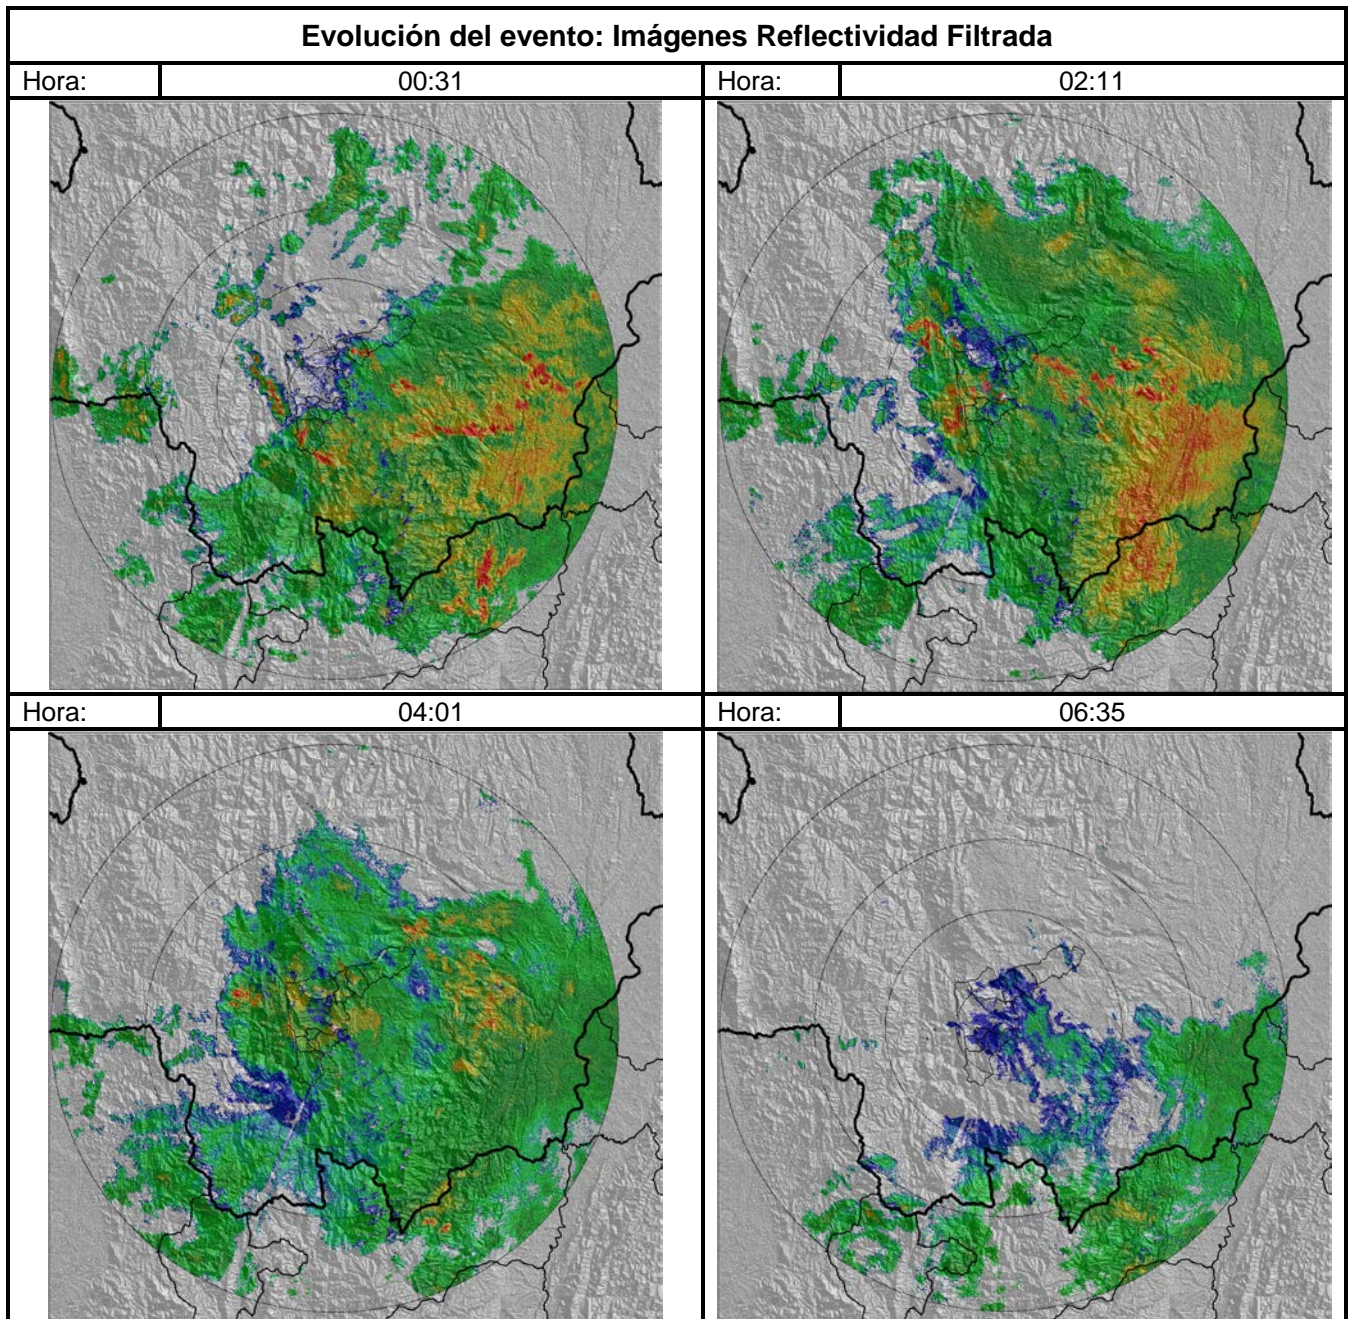 Evolución del evento: Imágenes Reflectividad Filtrada
Hora: 00:31 Hora: 02:11
Hora: 04:01 Hora: 06:35